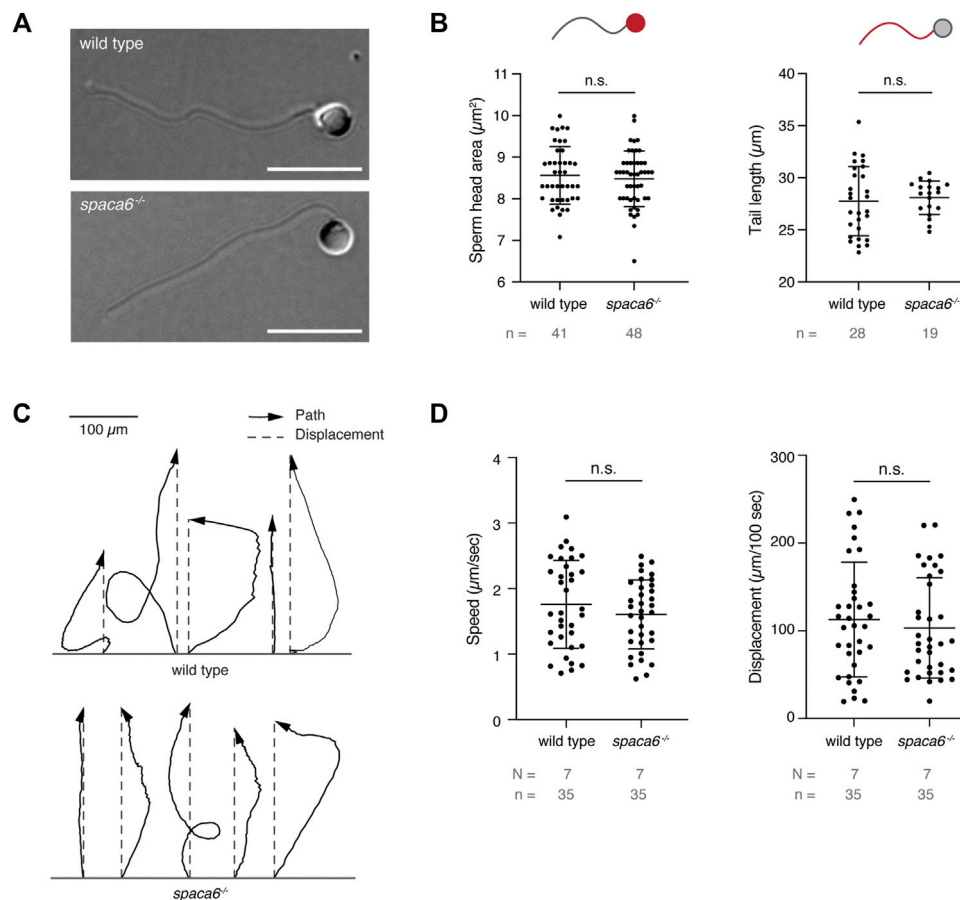 A
wild type
spaca6-/-
B
n.s.
Sperm head area (µm²)
11
10
9
8
7
6
wild type spaca6-/-
n = 41 48
n.s.
Tail length (µm)
40
35
30
25
20
wild type spaca6-/-
n = 28 19
C
100 µm
Path
Displacement
wild type
spaca6-/-
D
n.s.
Speed (µm/sec)
4
3
2
1
0
wild type spaca6-/-
N = 7 7
n = 35 35
n.s.
Displacement (µm/100 sec)
300
200
100
0
wild type spaca6-/-
N = 7 7
n = 35 35